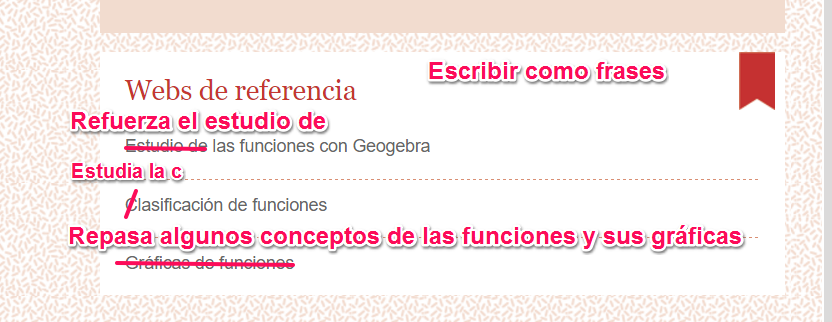 Escribir como frases
Webs de referencia
Refuerza el estudio de
Estudio de las funciones con Geogebra
Estudia la c
Clasificación de funciones
Repasa algunos conceptos de las funciones y sus gráficas
Gráficas de funciones